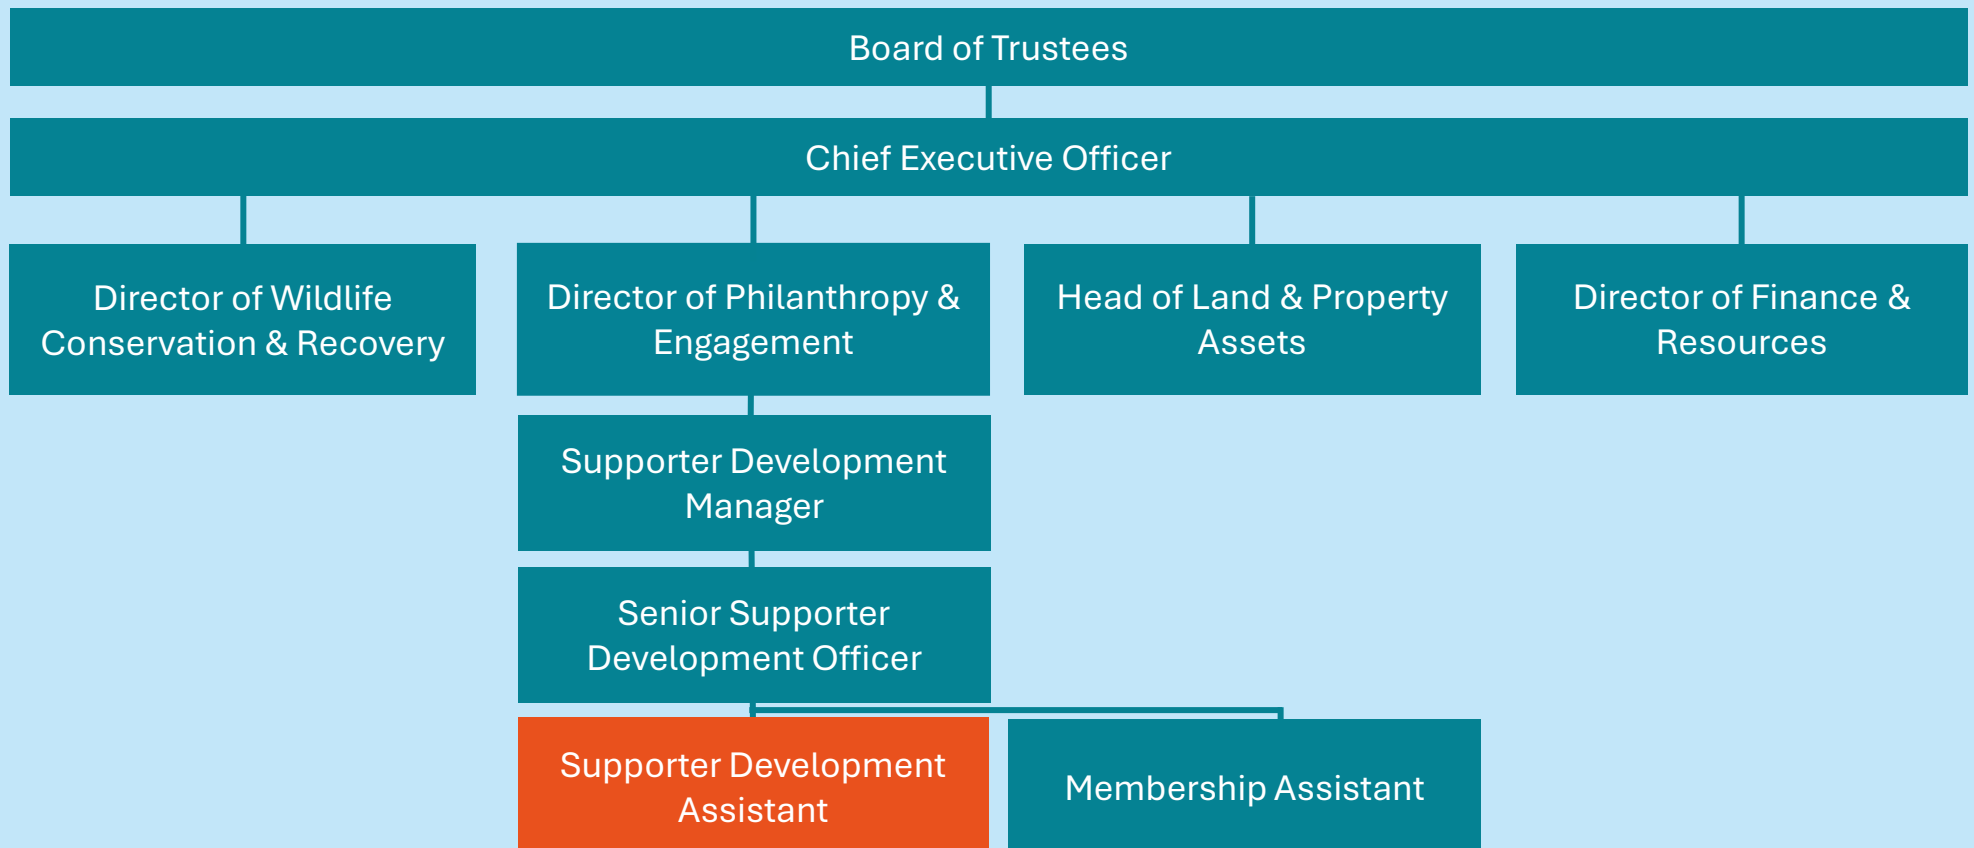 Board of Trustees
Chief Executive Officer
Director of Wildlife
Conservation & Recovery
Director of Philanthropy &
Engagement
Head of Land & Property
Assets
Director of Finance &
Resources
Supporter Development
Manager
Senior Supporter
Development Officer
Supporter Development
Assistant
Membership Assistant